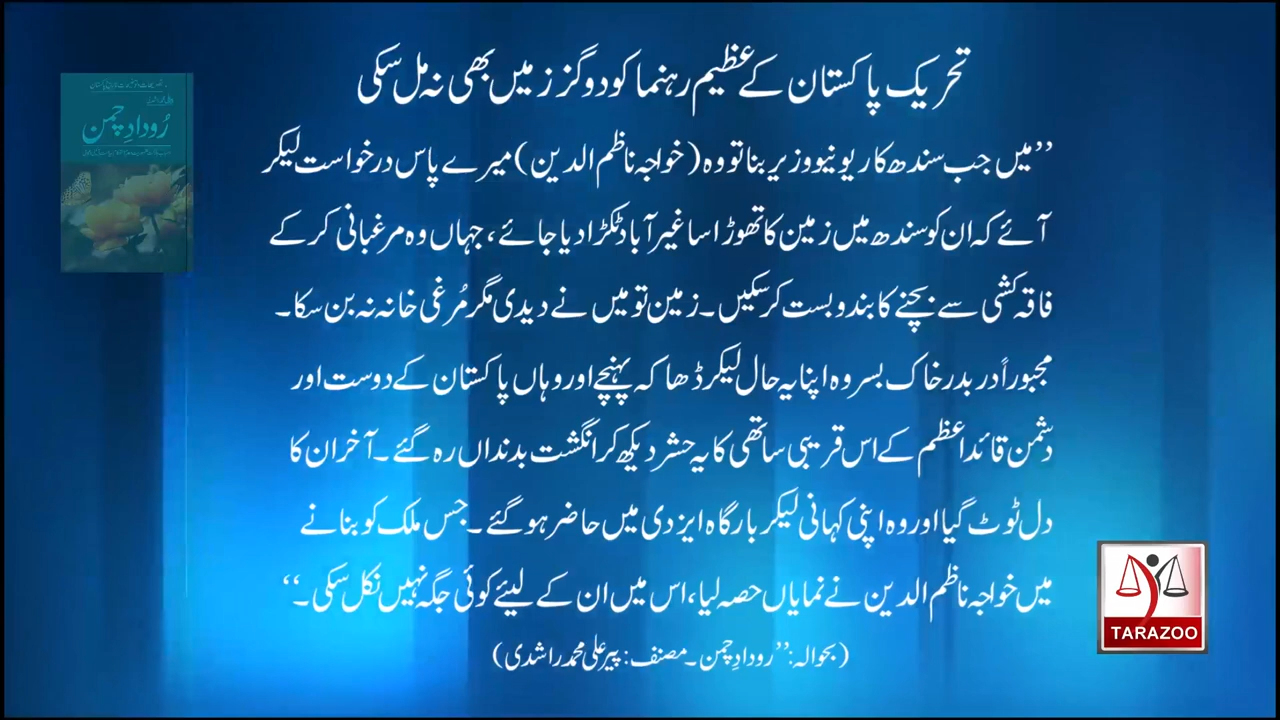 تحریک پاکستان کے عظیم رہنما کو دو گز زمیں بھی نہ مل سکی
”میں جب سندھ کا ریونیو وزیر بنا تو وہ (خواجہ ناظم الدین) میرے پاس درخواست لیکر
آئے کہ ان کو سندھ میں زمین کا تھوڑا سا غیر آباد ٹکڑا دیا جائے، جہاں وہ مرغبانی کر کے
فاقہ کشی سے بچنے کا بندوبست کر سکیں۔ زمین تو میں نے دیدی مگر مُرغی خانہ نہ بن سکا۔
مجبوراً در بدر خاک بسر وہ اپنا یہ حال لیکر ڈھاکہ پہنچے اور وہاں پاکستان کے دوست اور
دشمن قائد اعظم کے اس قریبی ساتھی کا یہ حشر دیکھ کر انگشت بدنداں رہ گئے۔ آخر ان کا
دل ٹوٹ گیا اور وہ اپنی کہانی لیکر بارگاہ ایزدی میں حاضر ہو گئے۔ جس ملک کو بنانے
میں خواجہ ناظم الدین نے نمایاں حصہ لیا، اس میں ان کے لیئے کوئی جگہ نہیں نکل سکی۔“
(بحوالہ: ”رودادِ چمن۔ مصنف: پیر علی محمد راشدی)
رُودادِ چمن
TARAZOO